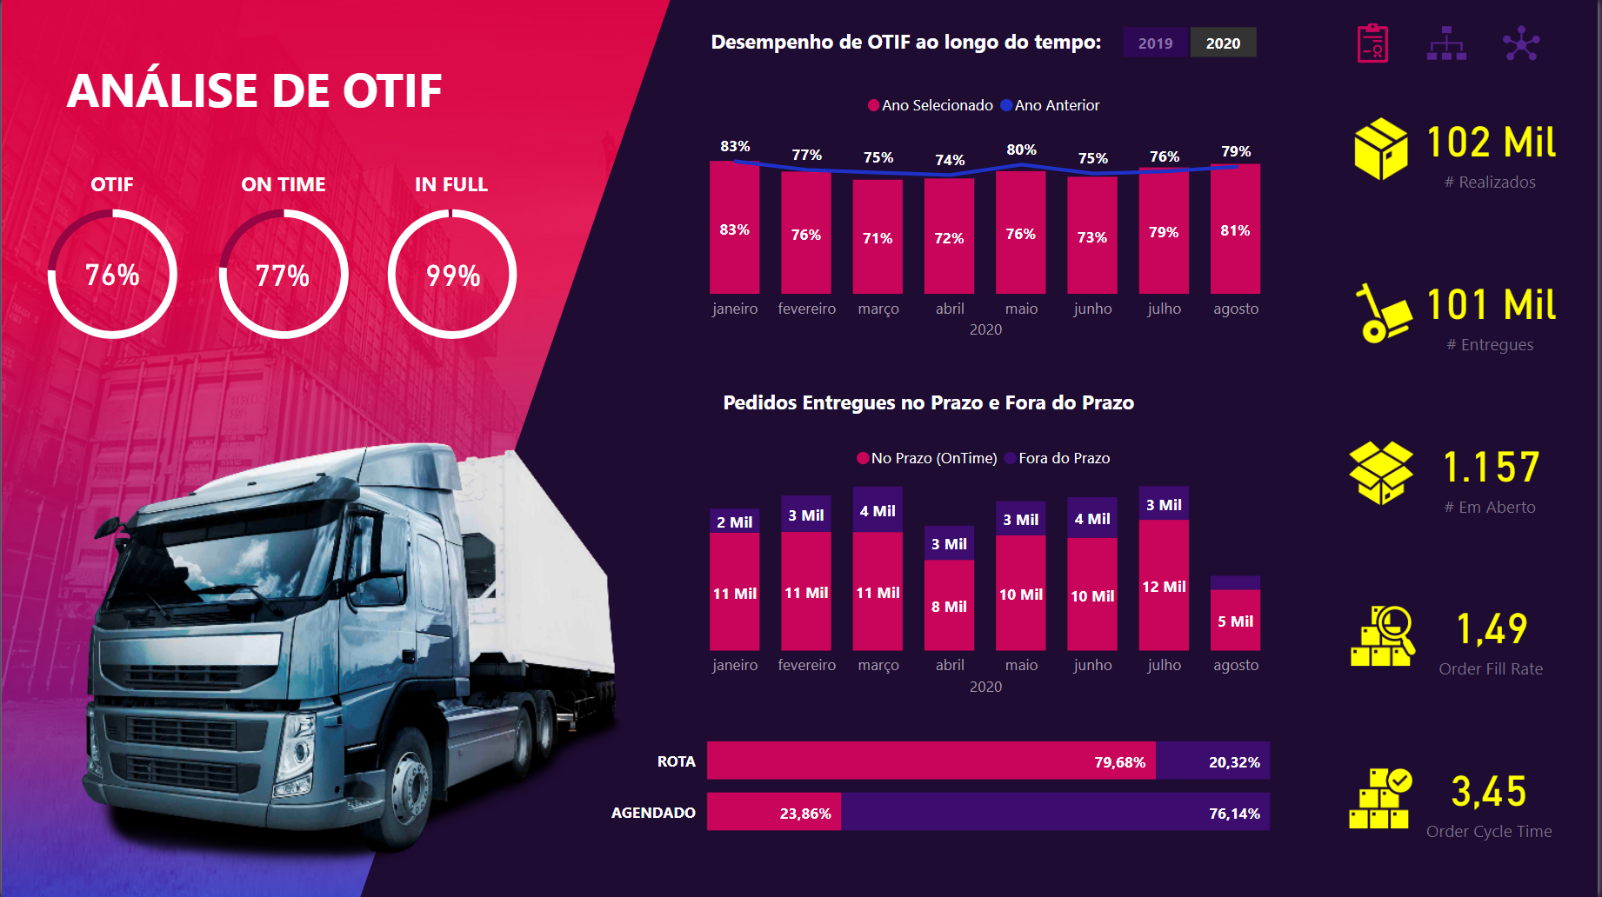 ANÁLISE DE OTIF
OTIF
ON TIME
IN FULL
76%
77%
99%
Desempenho de OTIF ao longo do tempo:
2019
2020
Ano Selecionado
Ano Anterior
83%
77%
75%
74%
80%
75%
76%
79%
83%
76%
71%
72%
76%
73%
79%
81%
janeiro
fevereiro
março
abril
maio
junho
julho
agosto
2020
Pedidos Entregues no Prazo e Fora do Prazo
No Prazo (OnTime)
Fora do Prazo
2 Mil
3 Mil
4 Mil
3 Mil
3 Mil
4 Mil
3 Mil
11 Mil
11 Mil
11 Mil
8 Mil
10 Mil
10 Mil
12 Mil
5 Mil
janeiro
fevereiro
março
abril
maio
junho
julho
agosto
2020
ROTA
79,68%
20,32%
AGENDADO
23,86%
76,14%
102 Mil
# Realizados
101 Mil
# Entregues
1.157
# Em Aberto
1,49
Order Fill Rate
3,45
Order Cycle Time